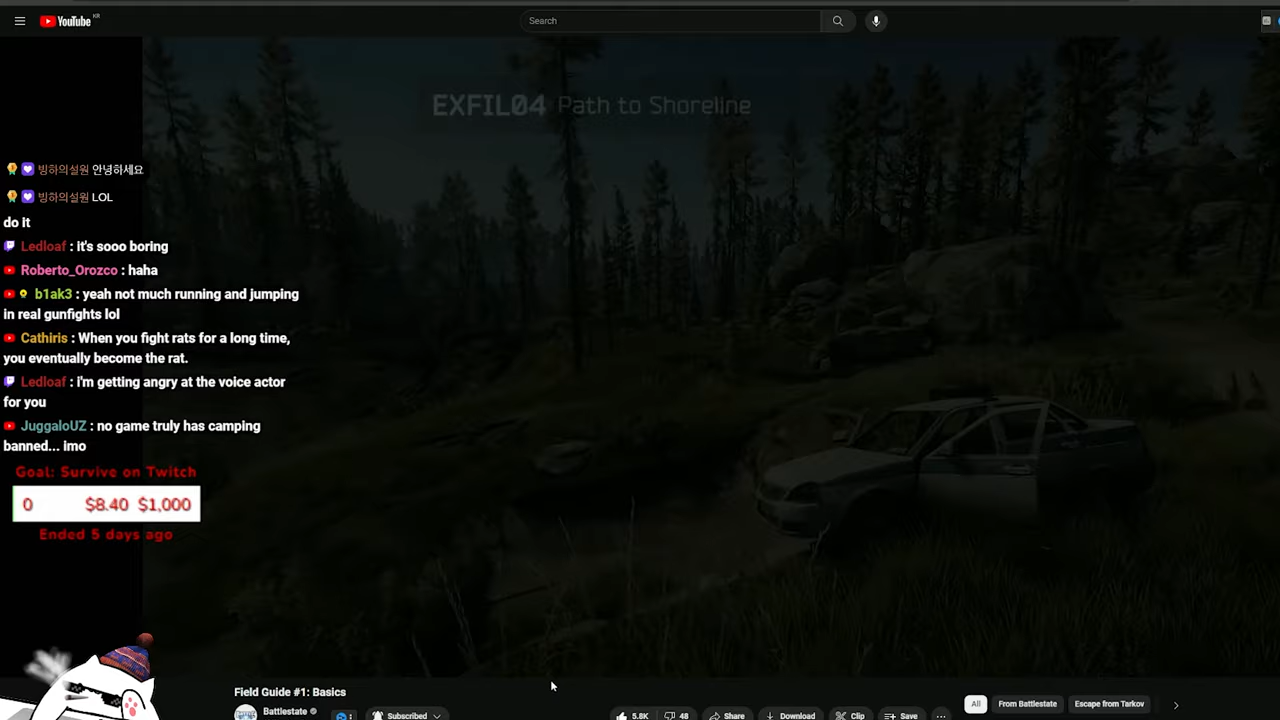 YouTube KR
Search
EXFIL04 Path to Shoreline
빙하의설원 안녕하세요
빙하의설원 LOL
do it
Ledloaf : it's sooo boring
Roberto_Orozco : haha
b1ak3 : yeah not much running and jumping
in real gunfights lol
Cathiris : When you fight rats for a long time,
you eventually become the rat.
Ledloaf : i'm getting angry at the voice actor
for you
JuggaloUZ : no game truly has camping
banned... imo
Goal: Survive on Twitch
0 $8.40 $1,000
Ended 5 days ago
Field Guide #1: Basics
Battlestate
Subscribed
5.8K
48
Share
Download
Clip
Save
All
From Battlestate
Escape from Tarkov